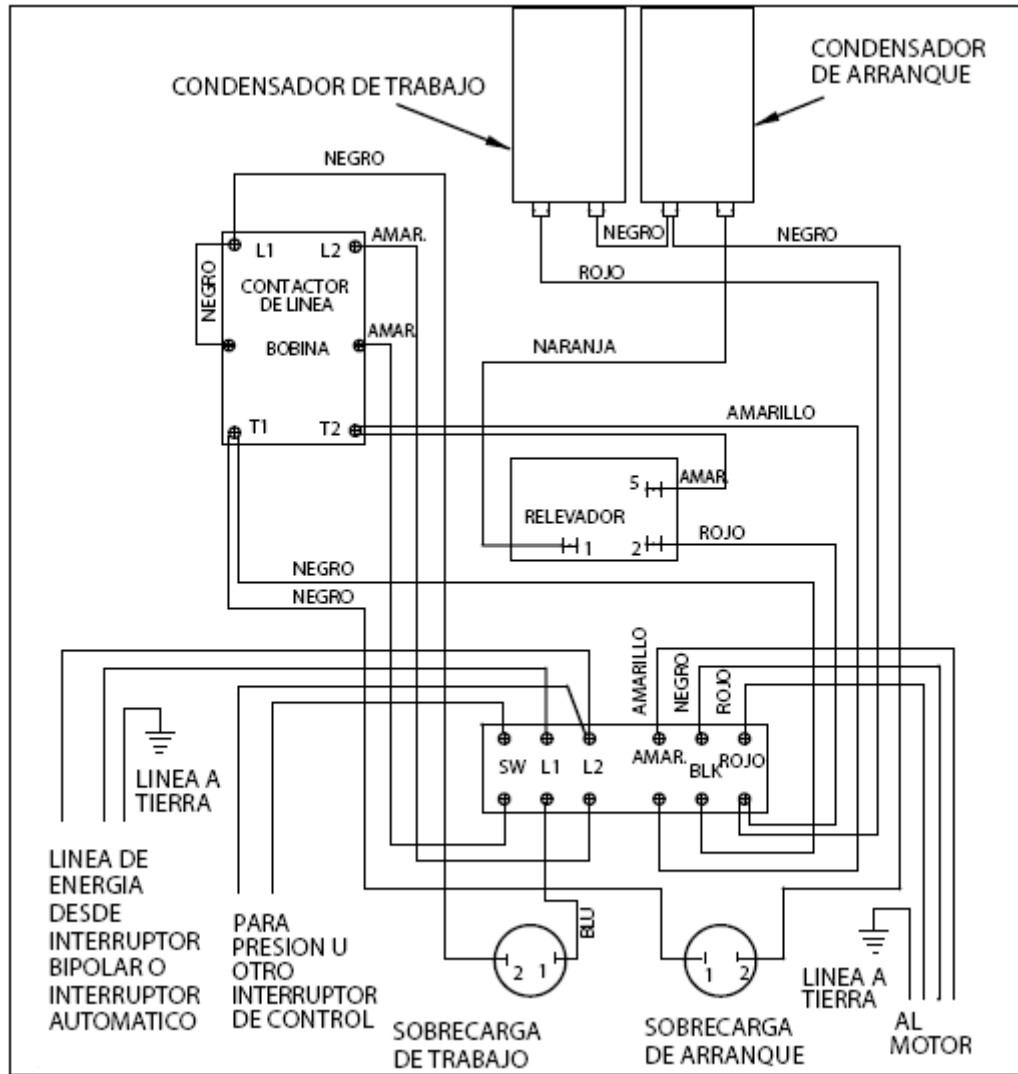 CONDENSADOR DE TRABAJO
CONDENSADOR
DE ARRANQUE
NEGRO
NEGRO
NEGRO
ROJO
AMAR.
L1
L2
NEGRO
CONTACTOR
DE LINEA
BOBINA
AMAR.
NARANJA
T1
T2
AMARILLO
5
AMAR.
RELEVADOR
1
2
ROJO
NEGRO
NEGRO
AMARILLO
NEGRO
ROJO
SW
L1
L2
AMAR.
BLK
ROJO
LINEA A
TIERRA
LINEA DE
ENERGIA
DESDE
INTERRUPTOR
BIPOLAR O
INTERRUPTOR
AUTOMATICO
PARA
PRESION U
OTRO
INTERRUPTOR
DE CONTROL
BLU
2
1
SOBRECARGA
DE TRABAJO
1
2
SOBRECARGA
DE ARRANQUE
LINEA A
TIERRA
AL
MOTOR